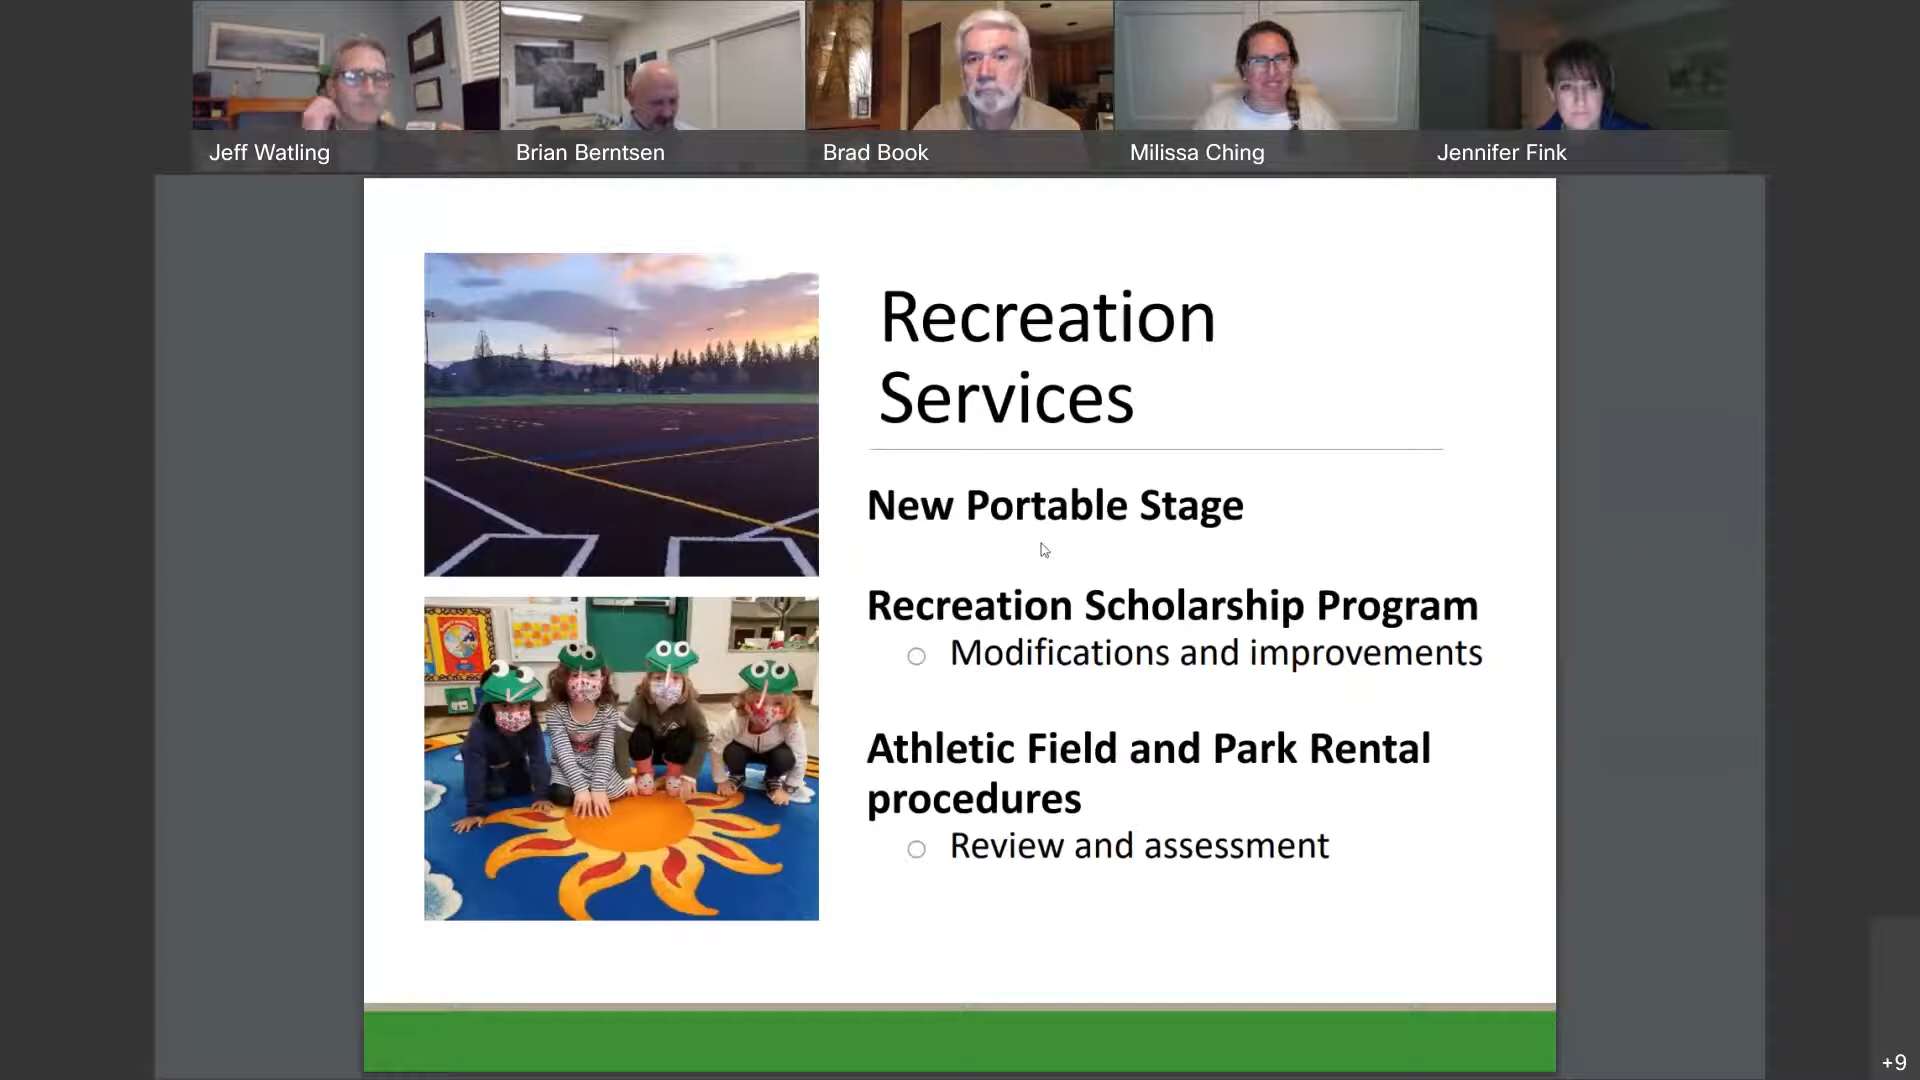 Jeff Watling
Brian Berntsen
Brad Book
Milissa Ching
Jennifer Fink
Recreation
Services
New Portable Stage
Recreation Scholarship Program
Modifications and improvements
Athletic Field and Park Rental
procedures
Review and assessment
+9